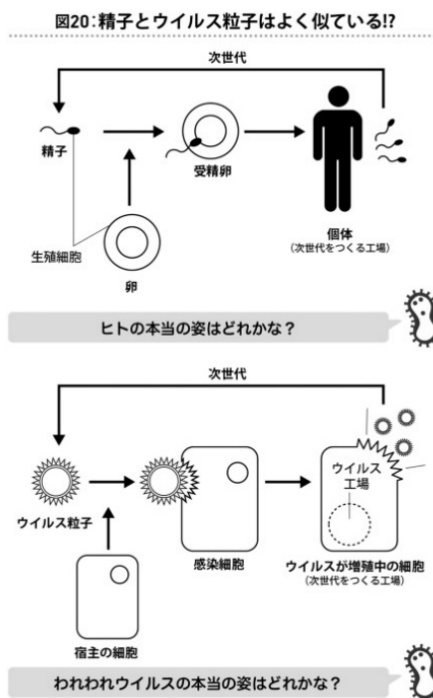 図20:精子とウイルス粒子はよく似ている!?
次世代
精子
受精卵
個体
(次世代をつくる工場)
生殖細胞
卵
ヒトの本当の姿はどれかな？
次世代
ウイルス
工場
ウイルス粒子
感染細胞
ウイルスが増殖中の細胞
(次世代をつくる工場)
宿主の細胞
われわれウイルスの本当の姿はどれかな？